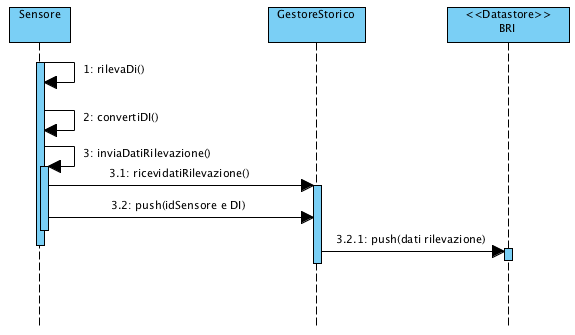 Sensore
GestoreStorico
<<Datastore>>
BRI
1: rilevaDi()
2: convertiDI()
3: inviaDatiRilevazione()
3.1: ricevidatiRilevazione()
3.2: push(idSensore e DI)
3.2.1: push(dati rilevazione)